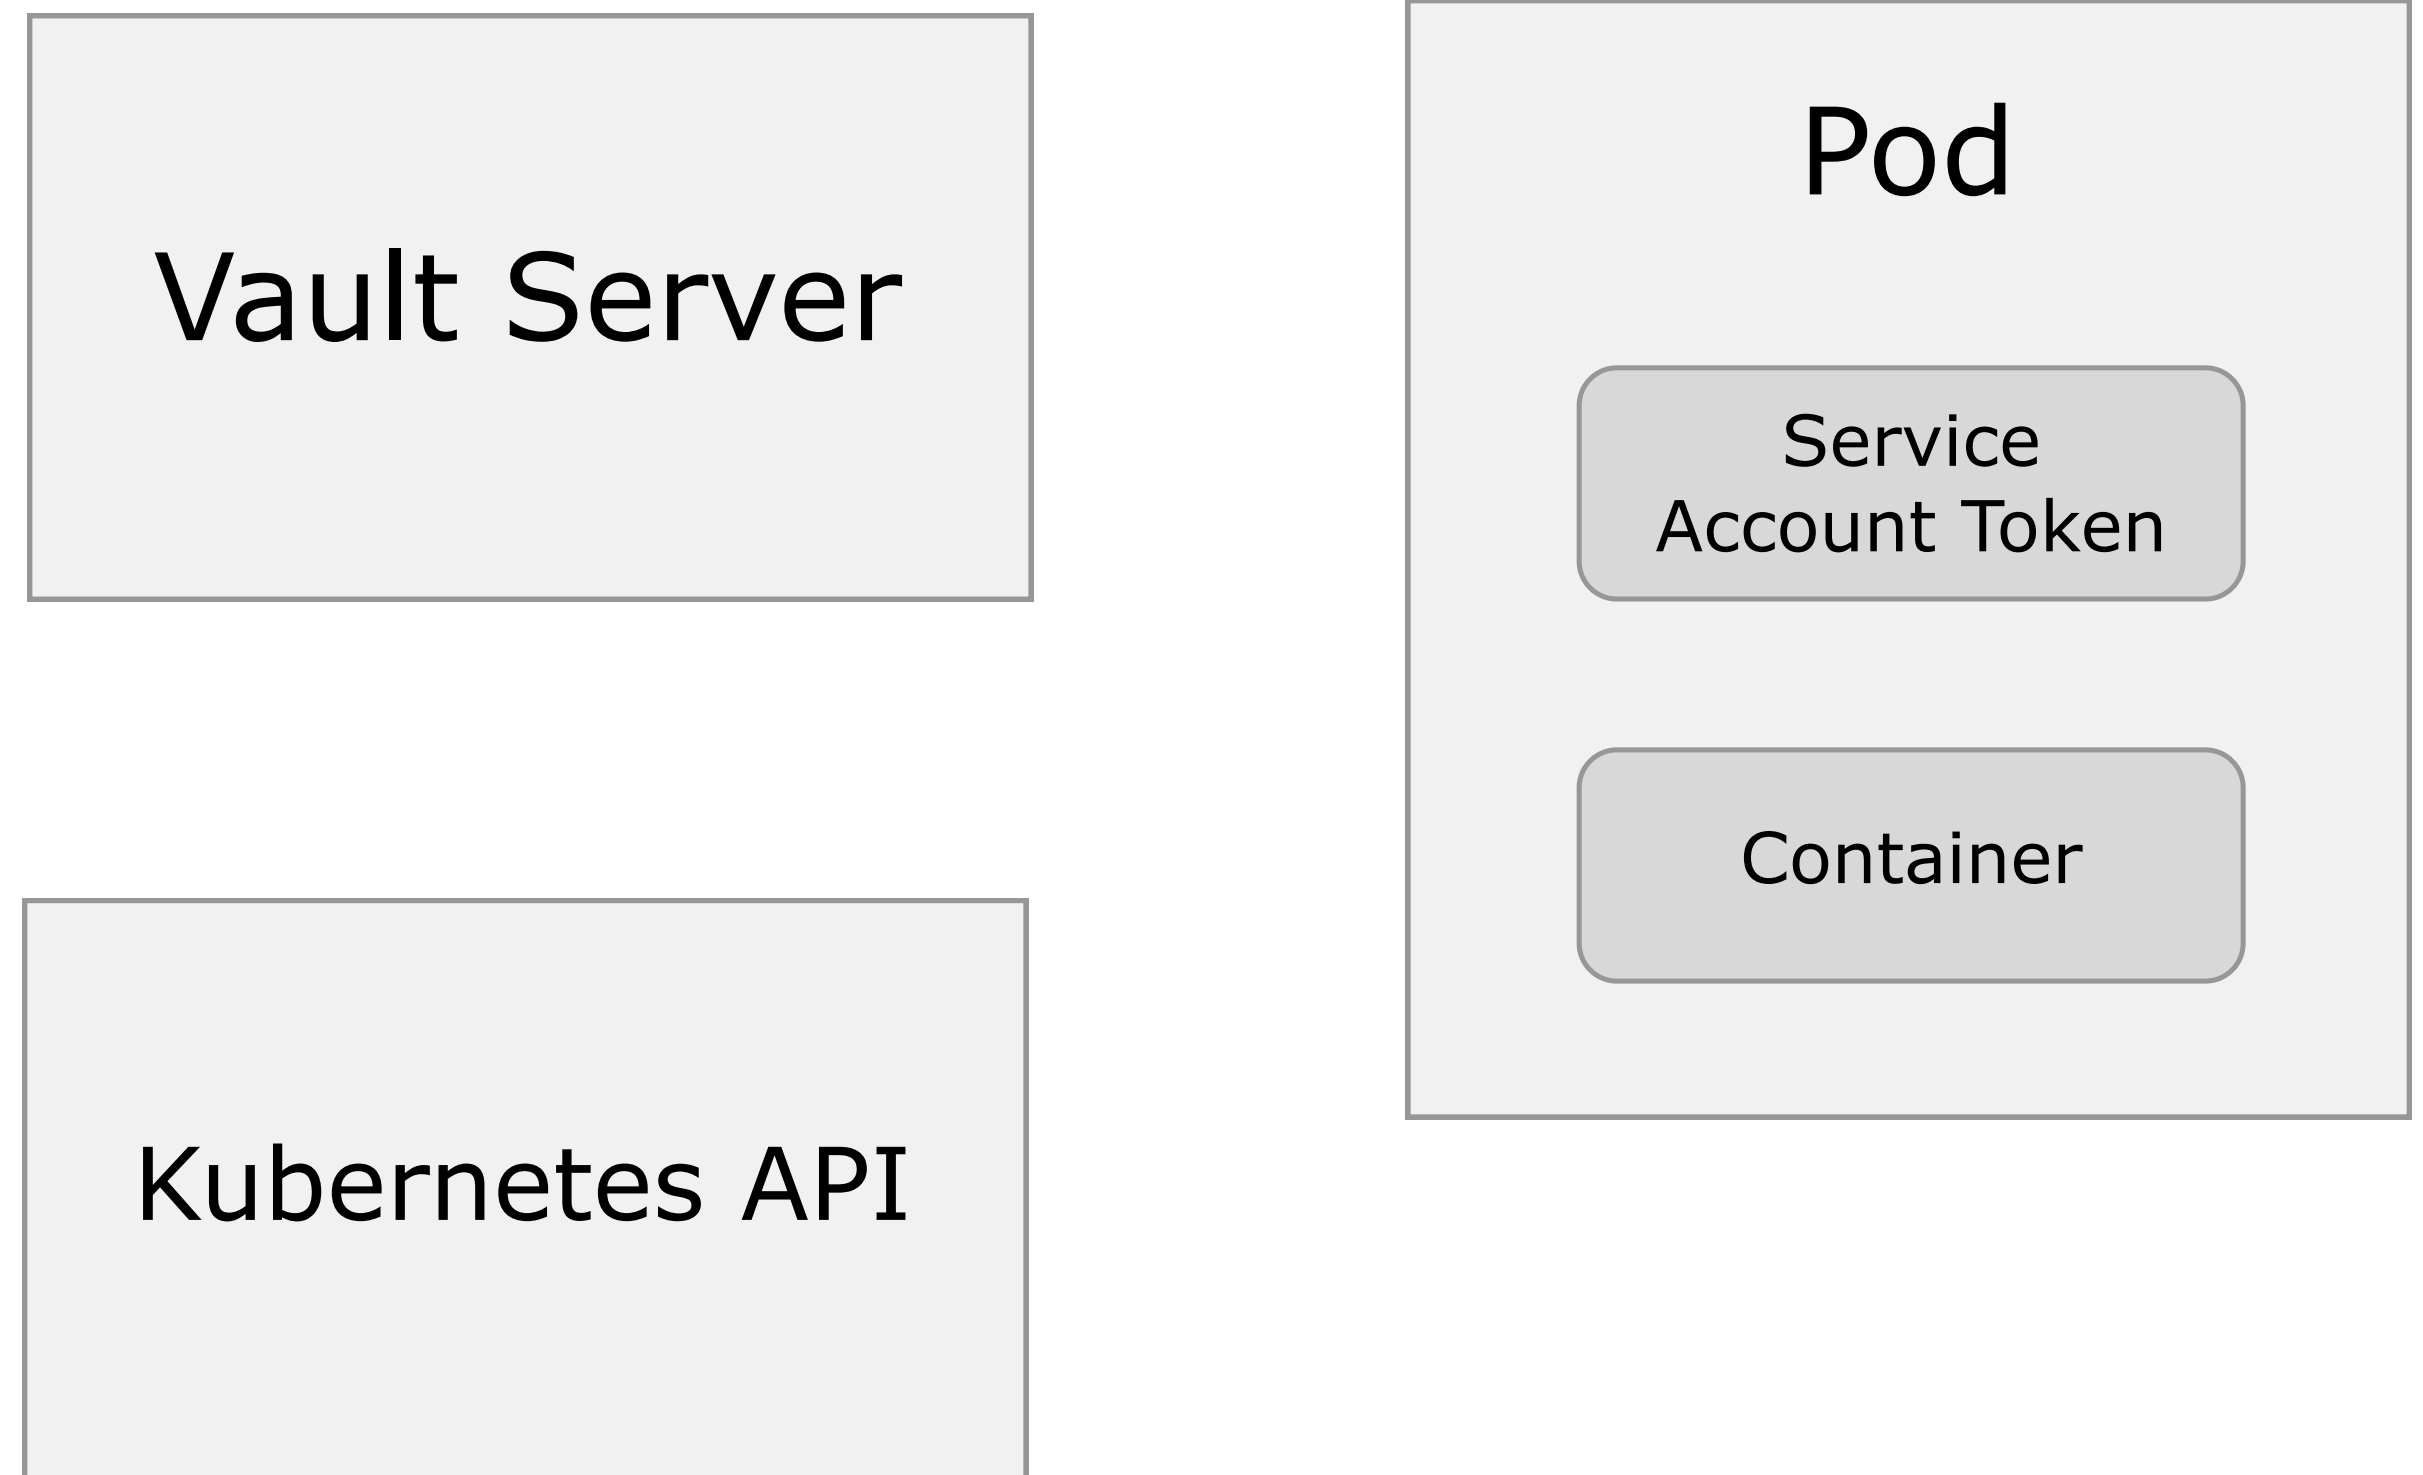 Vault Server
Pod
Service
Account Token
Container
Kubernetes API